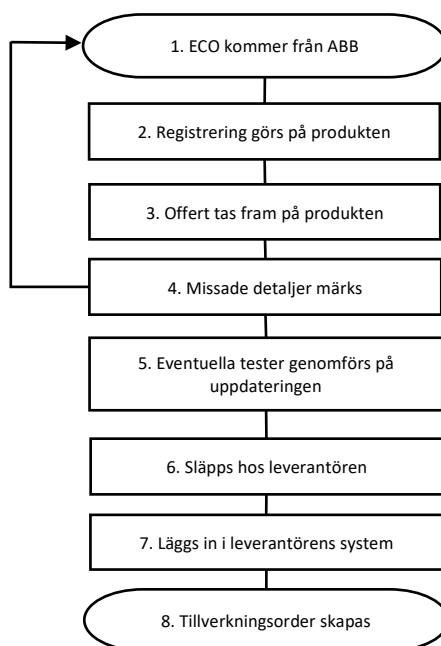 1. ECO kommer från ABB
2. Registrering görs på produkten
3. Offert tas fram på produkten
4. Missade detaljer märks
5. Eventuella tester genomförs på
uppdateringen
6. Släpps hos leverantören
7. Läggs in i leverantörens system
8. Tillverkningsorder skapas